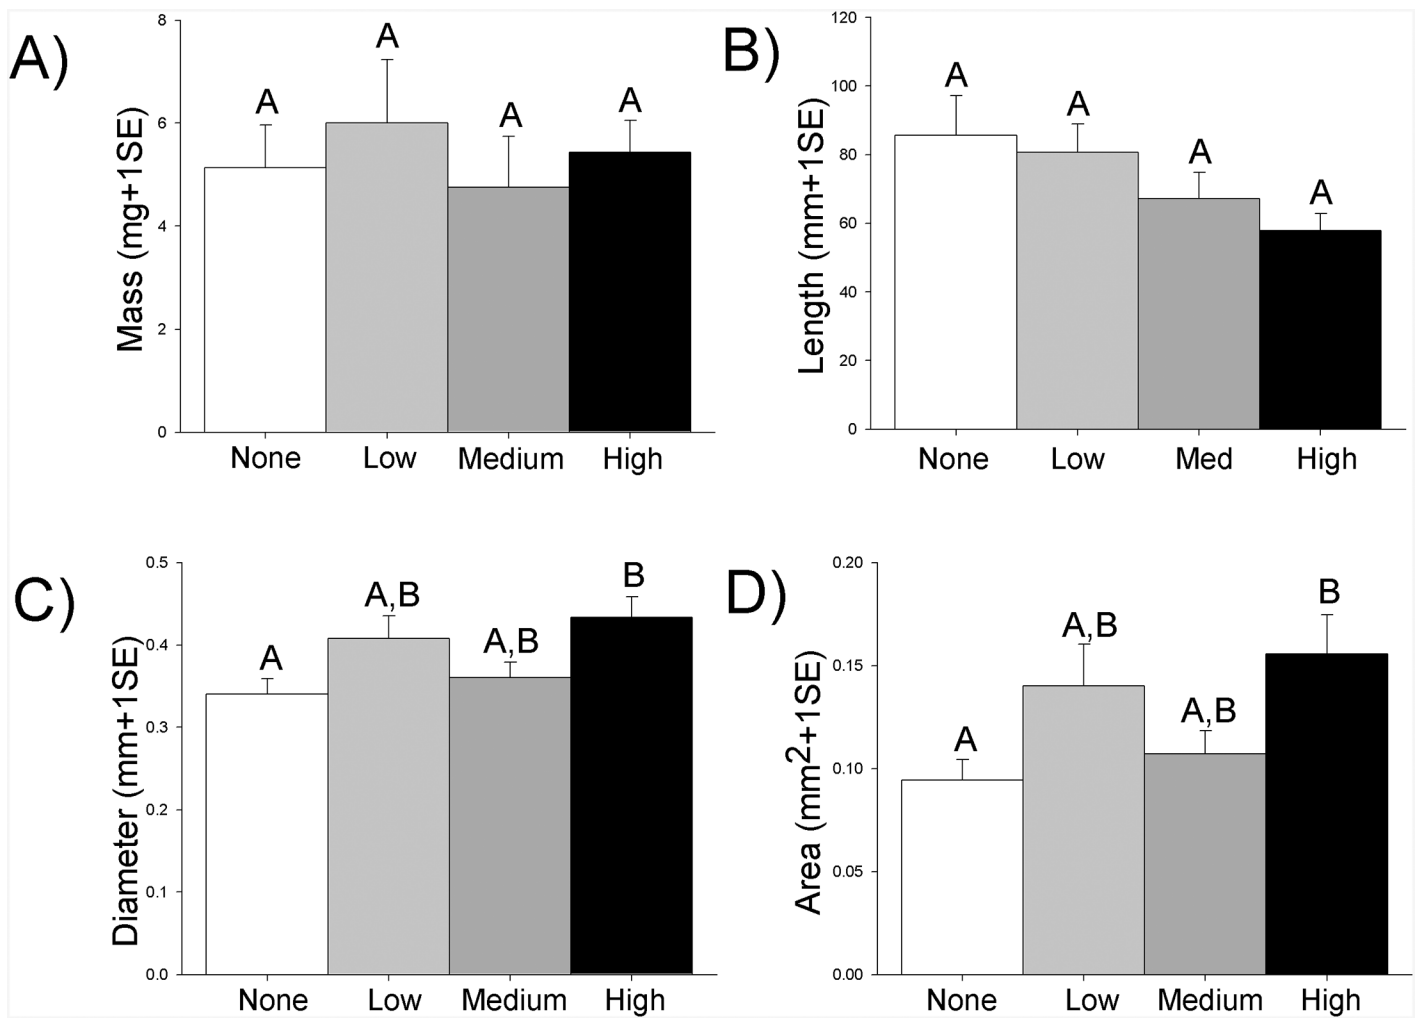 A)
Mass (mg+1SE)
8
6
4
2
0
A
A
A
A
None Low Medium High
B)
Length (mm+1SE)
120
100
80
60
40
20
0
A
A
A
A
None Low Med High
C)
Diameter (mm+1SE)
0.5
0.4
0.3
0.2
0.1
0.0
A
A,B
A,B
B
None Low Medium High
D)
Area (mm2+1SE)
0.20
0.15
0.10
0.05
0.00
A
A,B
A,B
B
None Low Medium High